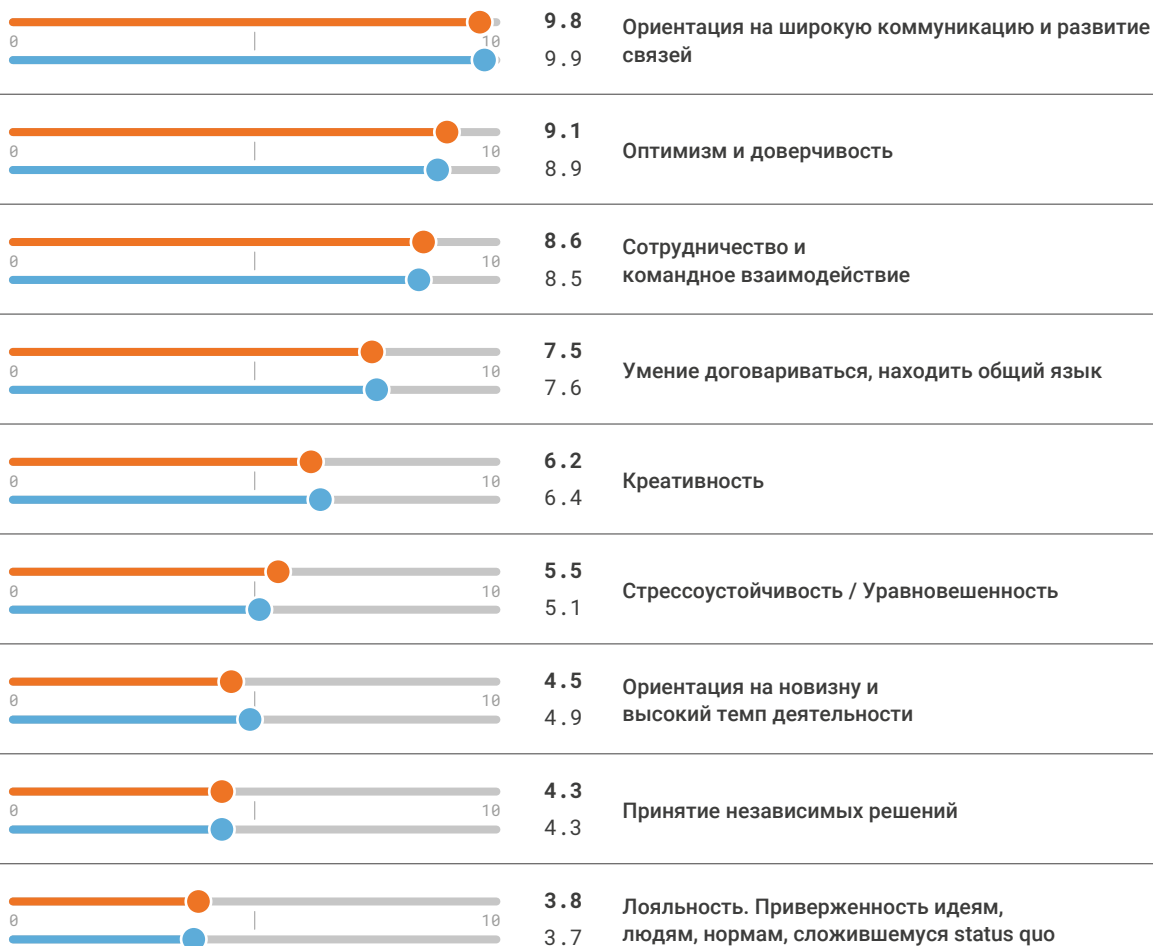 9.8
0 10
9.9
Ориентация на широкую коммуникацию и развитие
связей
9.1
0 10
8.9
Оптимизм и доверчивость
8.6
0 10
8.5
Сотрудничество и
командное взаимодействие
7.5
0 10
7.6
Умение договариваться, находить общий язык
6.2
0 10
6.4
Креативность
5.5
0 10
5.1
Стрессоустойчивость / Уравновешенность
4.5
0 10
4.9
Ориентация на новизну и
высокий темп деятельности
4.3
0 10
4.3
Принятие независимых решений
3.8
0 10
3.7
Лояльность. Приверженность идеям,
людям, нормам, сложившемуся status quo